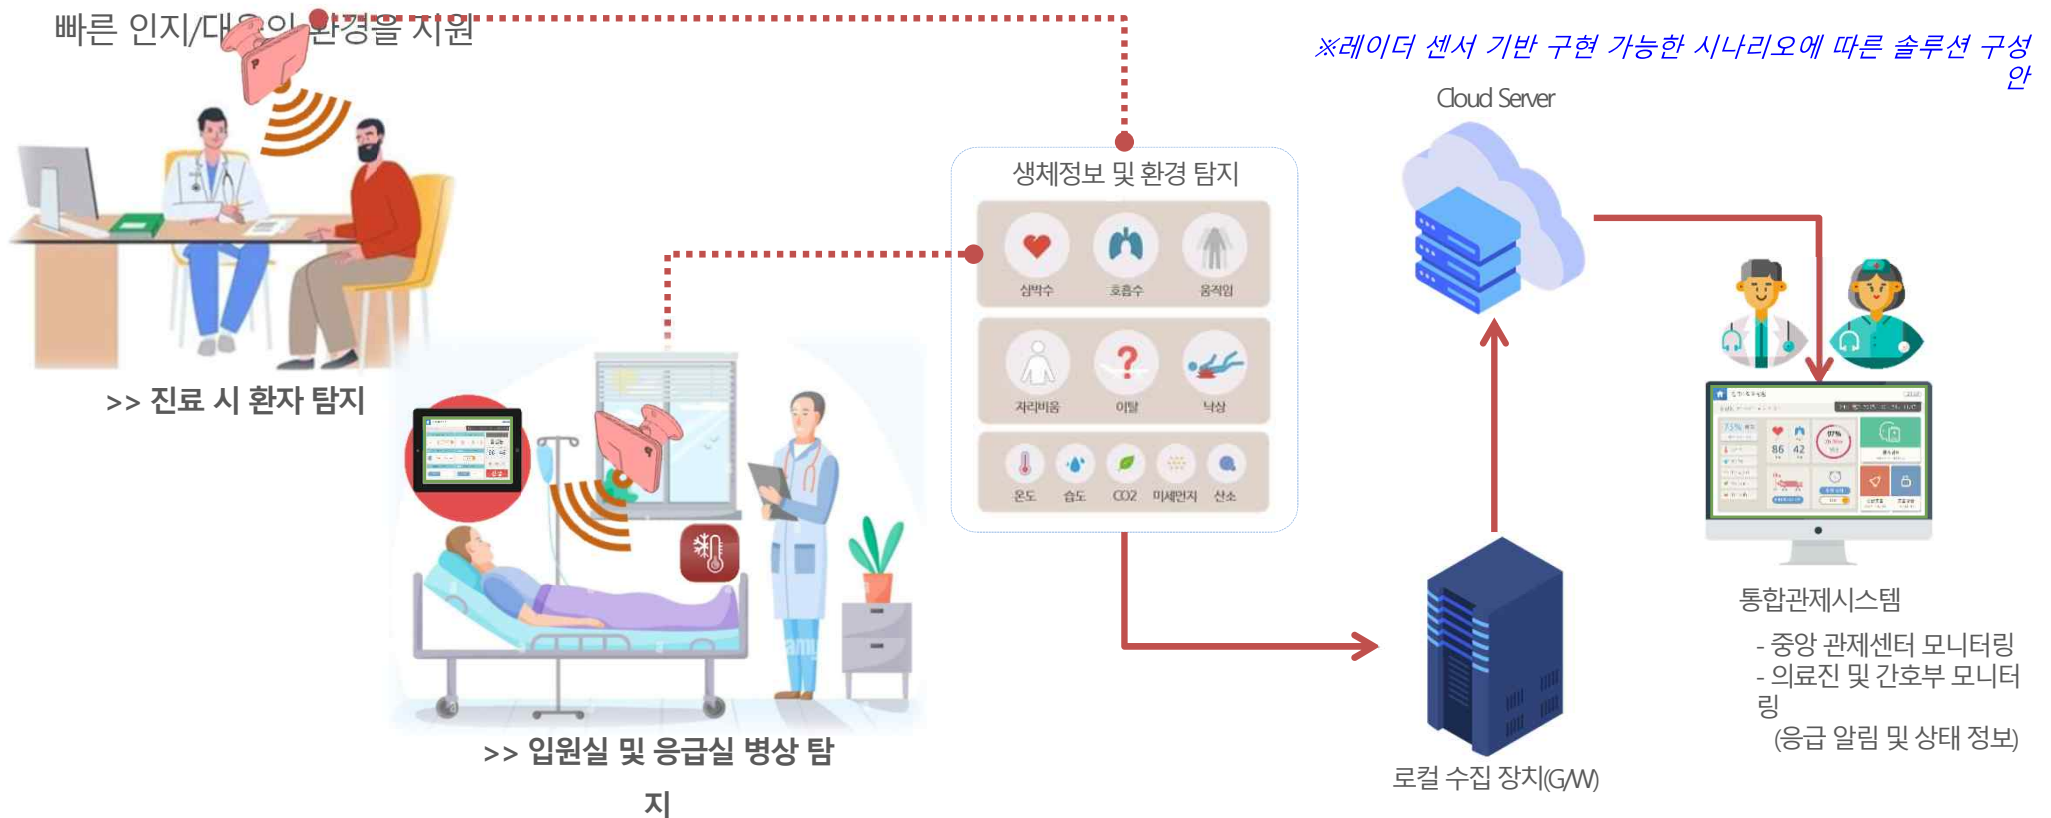 빠른 인지/대응의 환경을 지원
※레이더 센서 기반 구현 가능한 시나리오에 따른 솔루션 구성
안
Cloud Server
생체정보 및 환경 탐지
심박수 호흡수 움직임
자리비움 이탈 낙상
온도 습도 CO2 미세먼지 산소
>> 진료 시 환자 탐지
>> 입원실 및 응급실 병상 탐
지
로컬 수집 장치(G/W)
86 42
97%
통합관제시스템
- 중앙 관제센터 모니터링
- 의료진 및 간호부 모니터
링
(응급 알림 및 상태 정보)